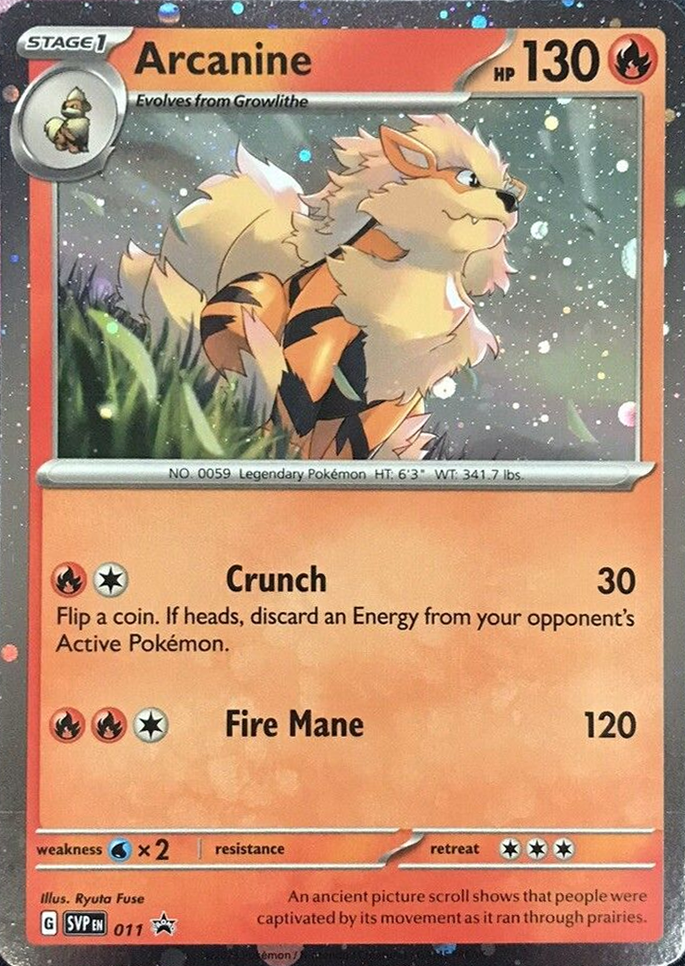 STAGE1
Arcanine
HP 130
Evolves from Growlithe
NO. 0059 Legendary Pokémon HT: 6'3" WT: 341.7 lbs.
Crunch 30
Flip a coin. If heads, discard an Energy from your opponent's
Active Pokémon.
Fire Mane 120
weakness ×2 resistance retreat
Illus. Ryuta Fuse
An ancient picture scroll shows that people were
captivated by its movement as it ran through prairies.
G SVP EN 011